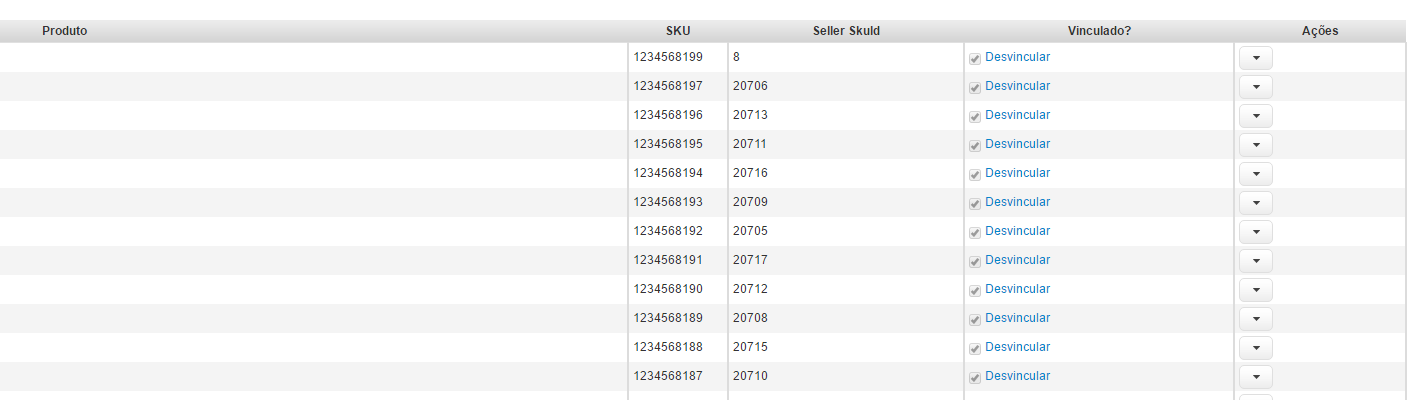 Produto SKU Seller SkuId Vinculado? Ações
1234568199 8 Desvincular
1234568197 20706 Desvincular
1234568196 20713 Desvincular
1234568195 20711 Desvincular
1234568194 20716 Desvincular
1234568193 20709 Desvincular
1234568192 20705 Desvincular
1234568191 20717 Desvincular
1234568190 20712 Desvincular
1234568189 20708 Desvincular
1234568188 20715 Desvincular
1234568187 20710 Desvincular